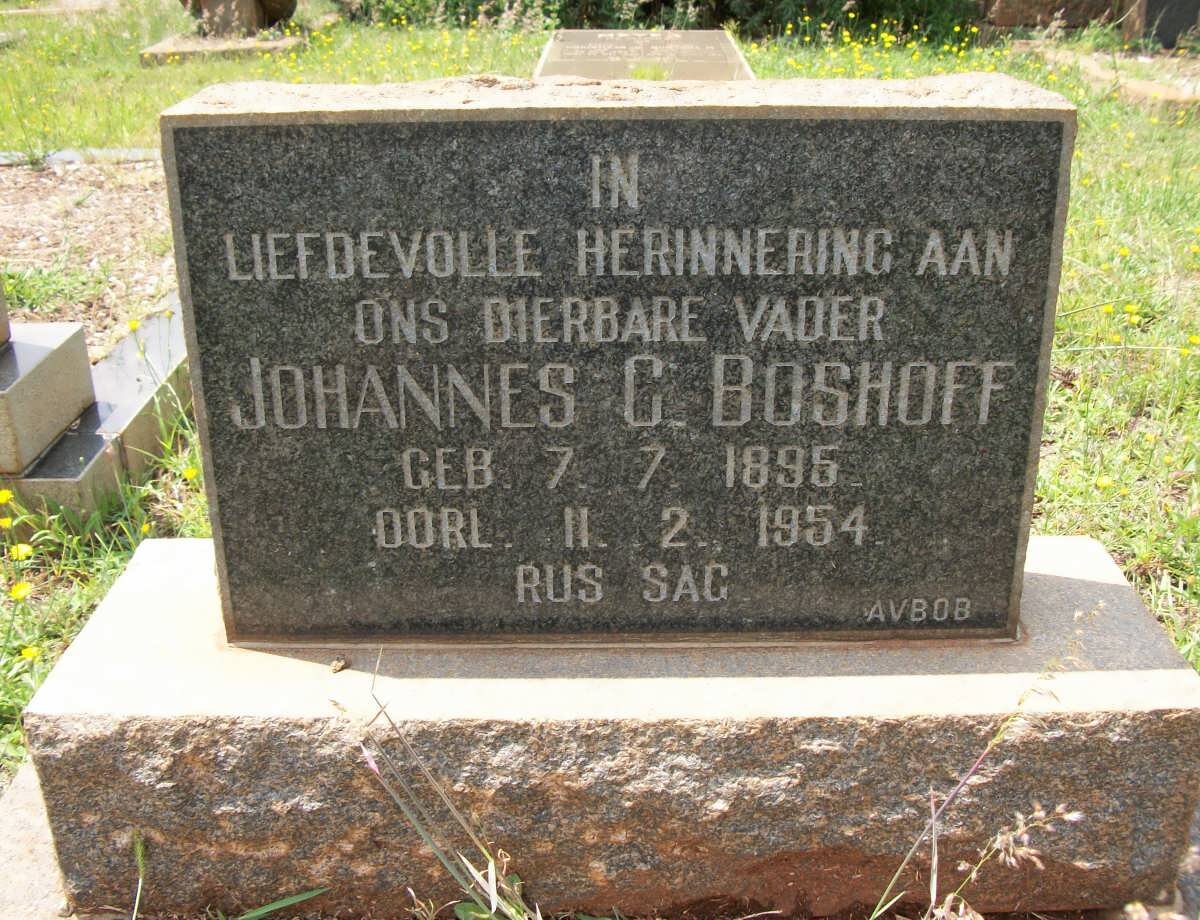 IN
LIEFDEVOLLE HERINNERING AAN
ONS DIERBARE VADER
JOHANNES C. BOSHOFF
GEB. 7. 7. 1895.
OORL. 11. 2. 1954.
RUS SAG
AVBOB